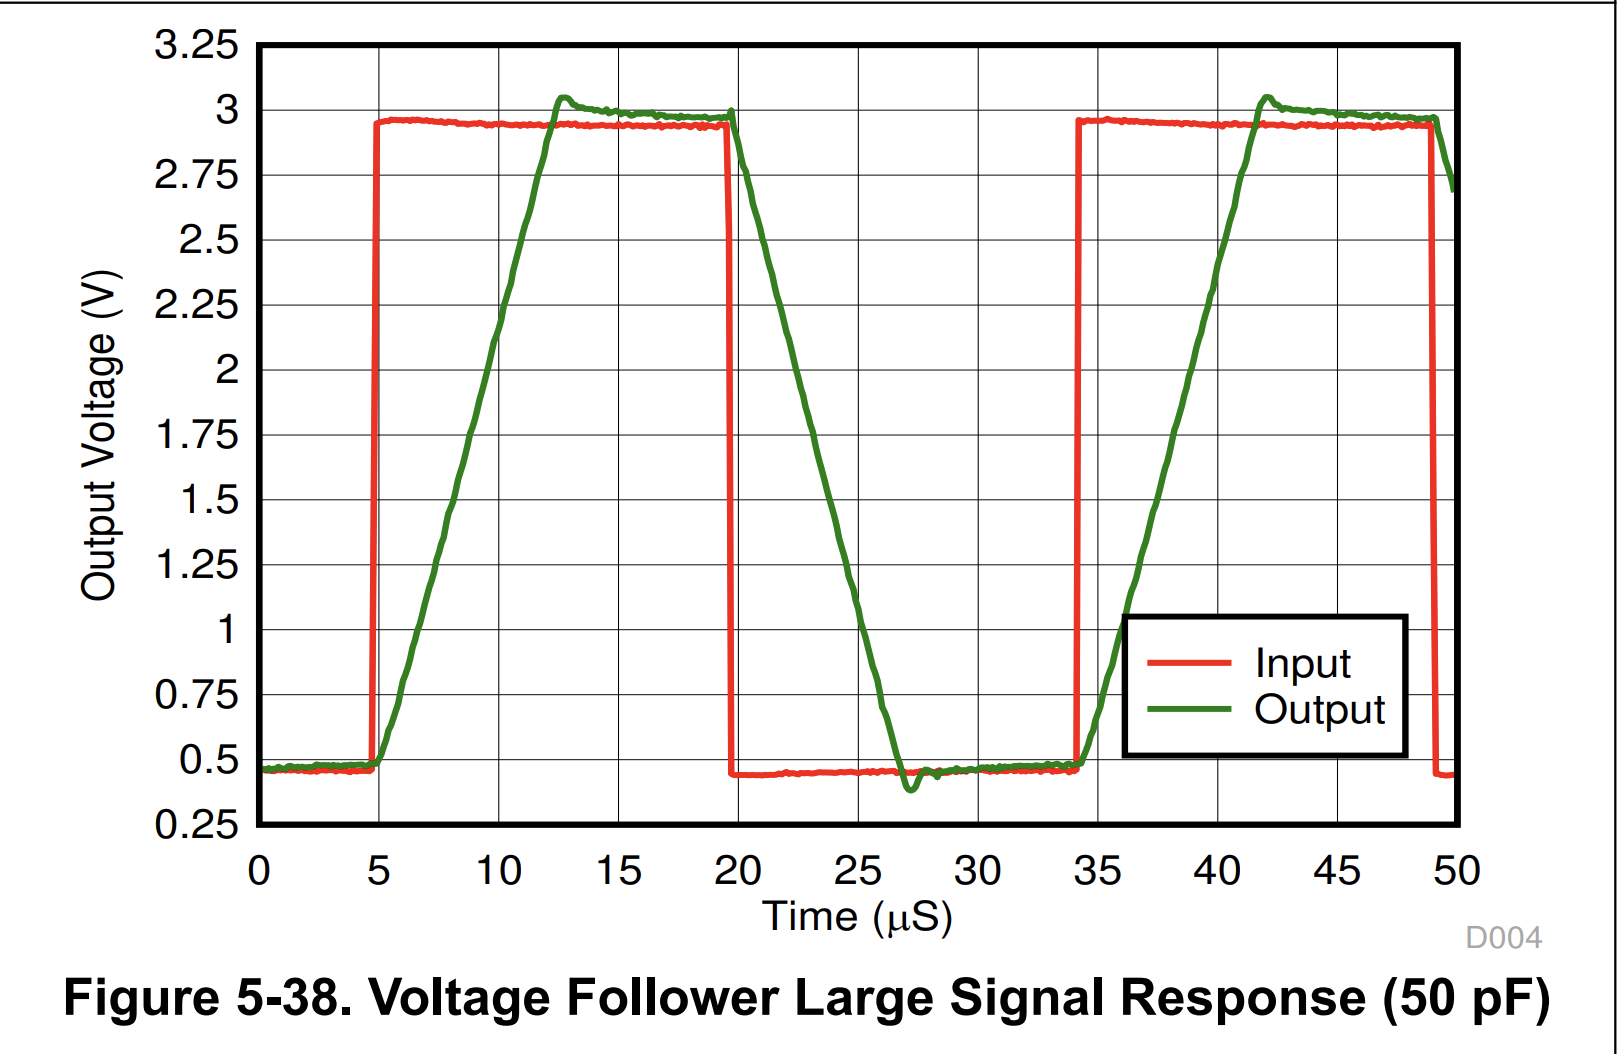 3.25
3
2.75
2.5
2.25
2
1.75
1.5
1.25
1
0.75
0.5
0.25
Output Voltage (V)
Input
Output
0 5 10 15 20 25 30 35 40 45 50
Time (μS)
D004
Figure 5-38. Voltage Follower Large Signal Response (50 pF)